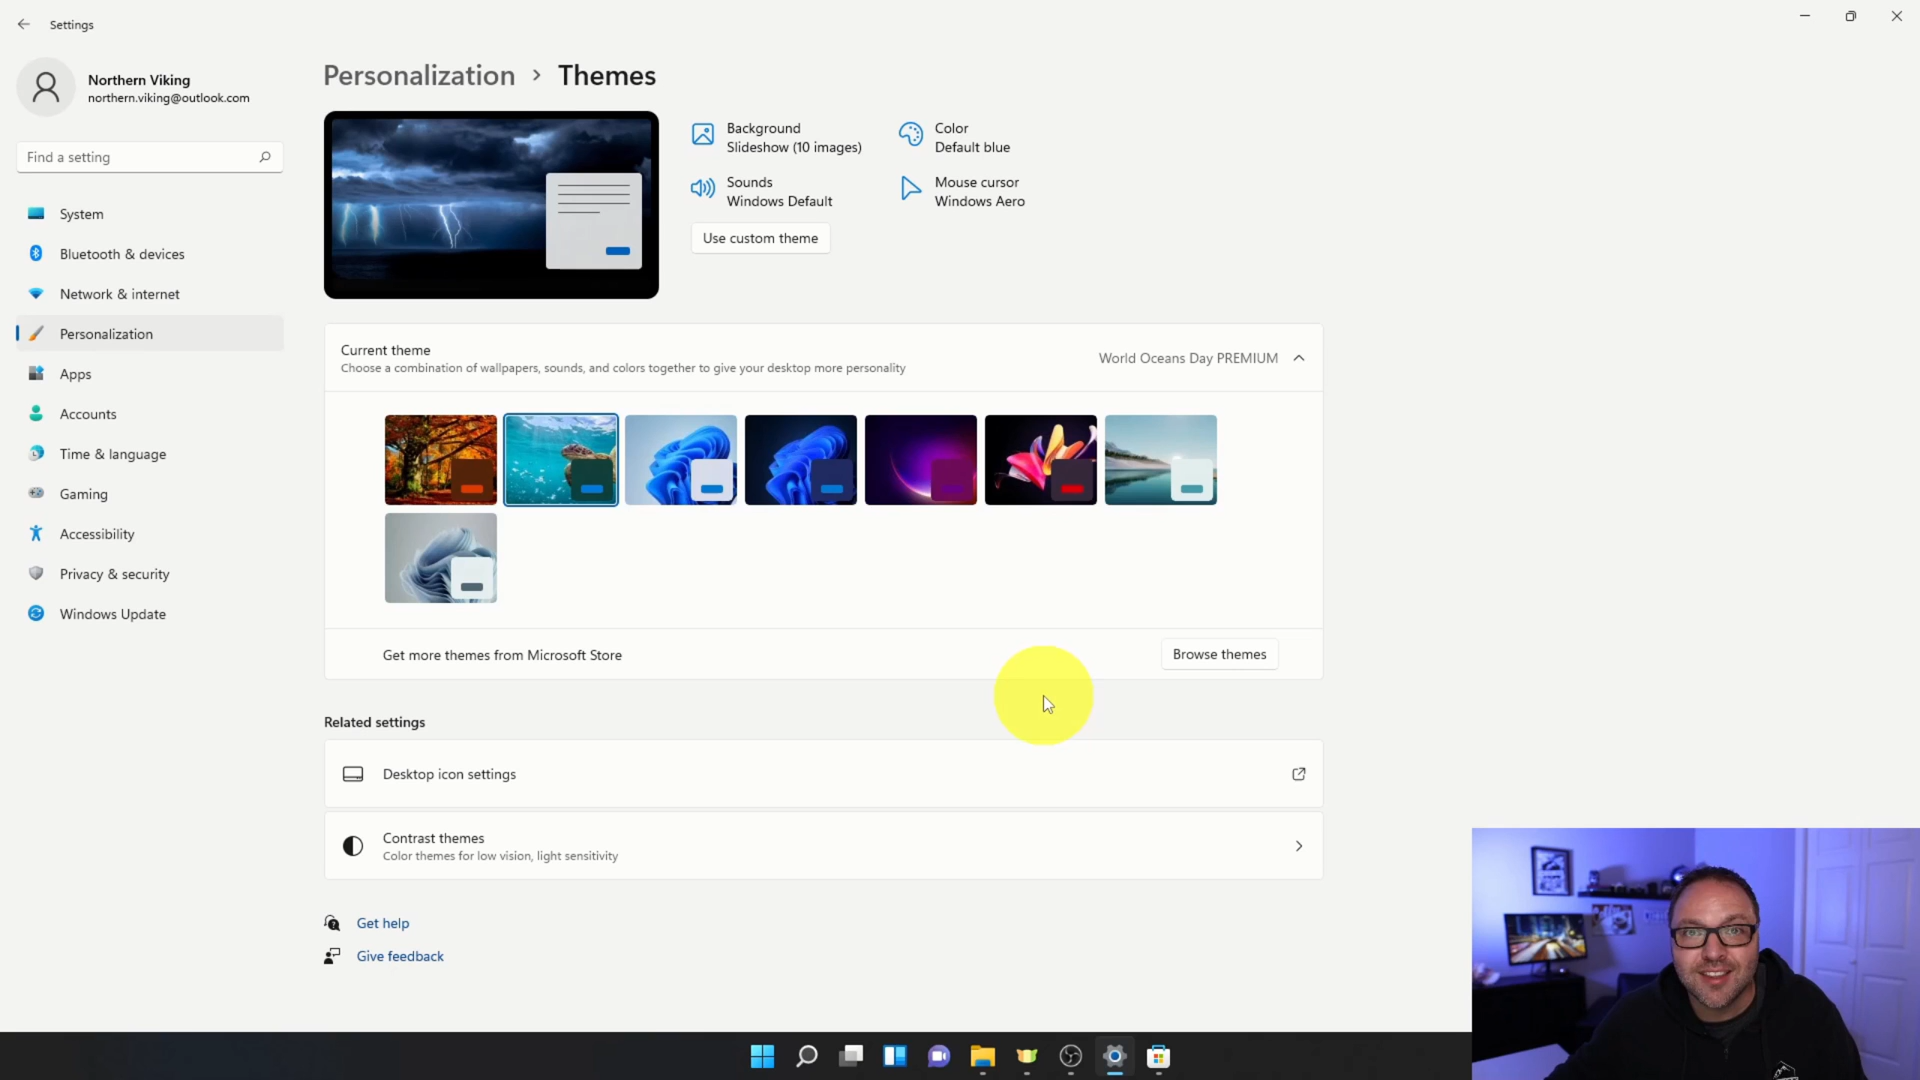 Settings
Northern Viking
northern.viking@outlook.com
Find a setting
System
Bluetooth & devices
Network & internet
Personalization
Apps
Accounts
Time & language
Gaming
Accessibility
Privacy & security
Windows Update
Personalization > Themes
Background
Slideshow (10 images)
Color
Default blue
Sounds
Windows Default
Mouse cursor
Windows Aero
Use custom theme
Current theme
Choose a combination of wallpapers, sounds, and colors together to give your desktop more personality
World Oceans Day PREMIUM
Get more themes from Microsoft Store
Browse themes
Related settings
Desktop icon settings
Contrast themes
Color themes for low vision, light sensitivity
Get help
Give feedback